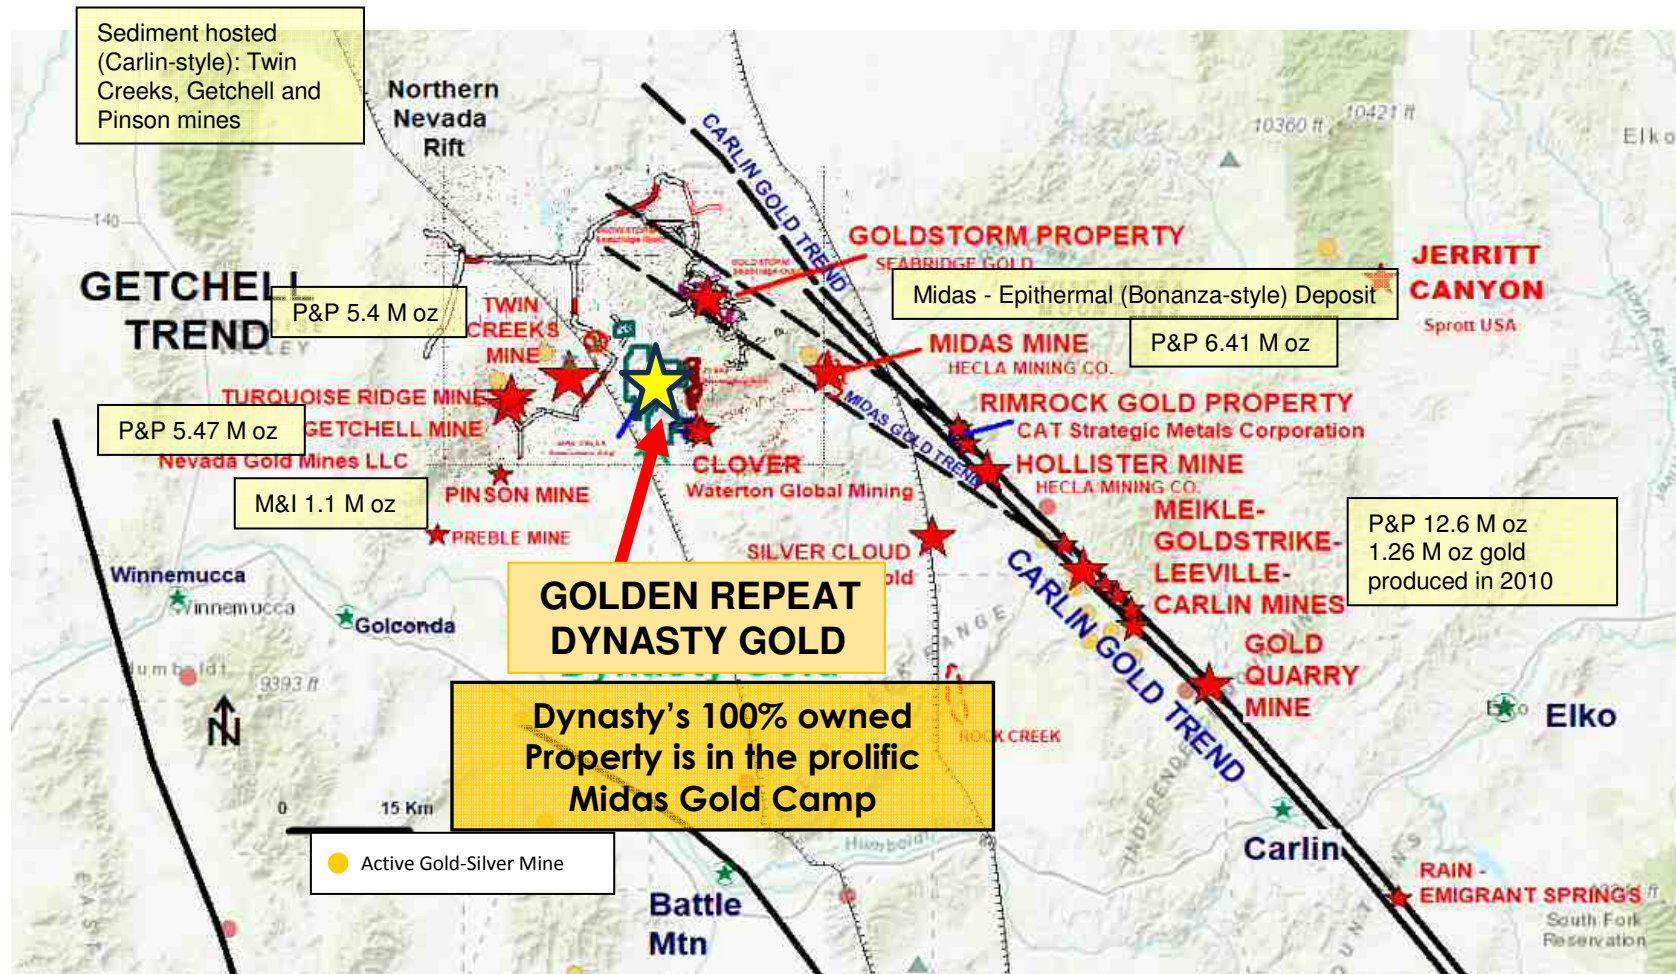 Sediment hosted
(Carlin-style): Twin
Creeks, Getchell and
Pinson mines
Northern
Nevada
Rift
CARLIN GOLD TREND
10360 ft
10421 ft
Elko
140
GOLDSTORM PROPERTY
SEABRIDGE GOLD
JERRITT
CANYON
Sprott USA
Midas - Epithermal (Bonanza-style) Deposit
GETCHELL
TREND
P&P 5.4 M oz
TWIN
CREEKS
MINE
MIDAS MINE
HECLA MINING CO.
P&P 6.41 M oz
TURQUOISE RIDGE MINE
GETCHELL MINE
Nevada Gold Mines LLC
P&P 5.47 M oz
MIDAS GOLD TREND
RIMROCK GOLD PROPERTY
CAT Strategic Metals Corporation
HOLLISTER MINE
HECLA MINING CO.
CLOVER
Waterton Global Mining
M&I 1.1 M oz
PINSON MINE
PREBLE MINE
SILVER CLOUD
MEIKLE-
GOLDSTRIKE-
LEEVILLE-
CARLIN MINES
P&P 12.6 M oz
1.26 M oz gold
produced in 2010
Winnemucca
Winnemucca
Golconda
GOLDEN REPEAT
DYNASTY GOLD
Dynasty Gold
CARLIN GOLD TREND
GOLD
QUARRY
MINE
Humboldt
9393 ft
N
Dynasty's 100% owned
Property is in the prolific
Midas Gold Camp
ROCK CREEK
Elko
Elko
0 15 Km
Active Gold-Silver Mine
Humboldt
Battle
Mtn
Carlin
RAIN -
EMIGRANT SPRINGS
South Fork
Reservation